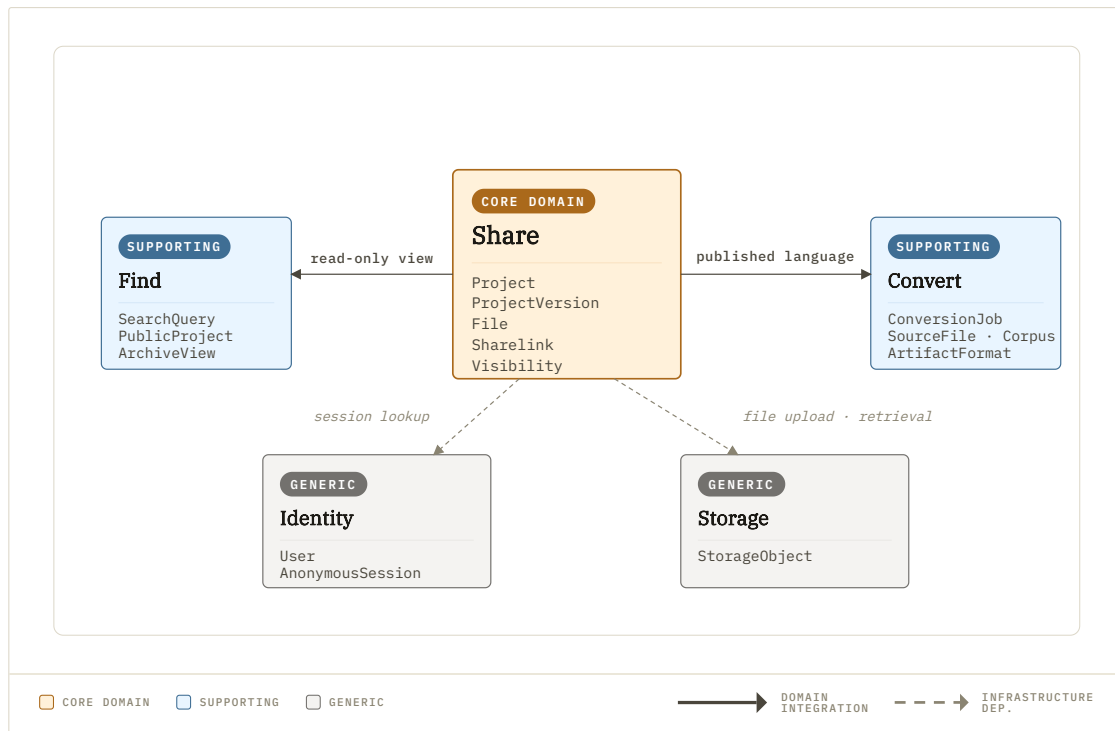 CORE DOMAIN
Share
Project
ProjectVersion
File
Sharelink
Visibility
SUPPORTING
Find
SearchQuery
PublicProject
ArchiveView
read-only view
published language
SUPPORTING
Convert
ConversionJob
SourceFile · Corpus
ArtifactFormat
session lookup
file upload · retrieval
GENERIC
Identity
User
AnonymousSession
GENERIC
Storage
StorageObject
CORE DOMAIN
SUPPORTING
GENERIC
DOMAIN
INTEGRATION
INFRASTRUCTURE
DEP.